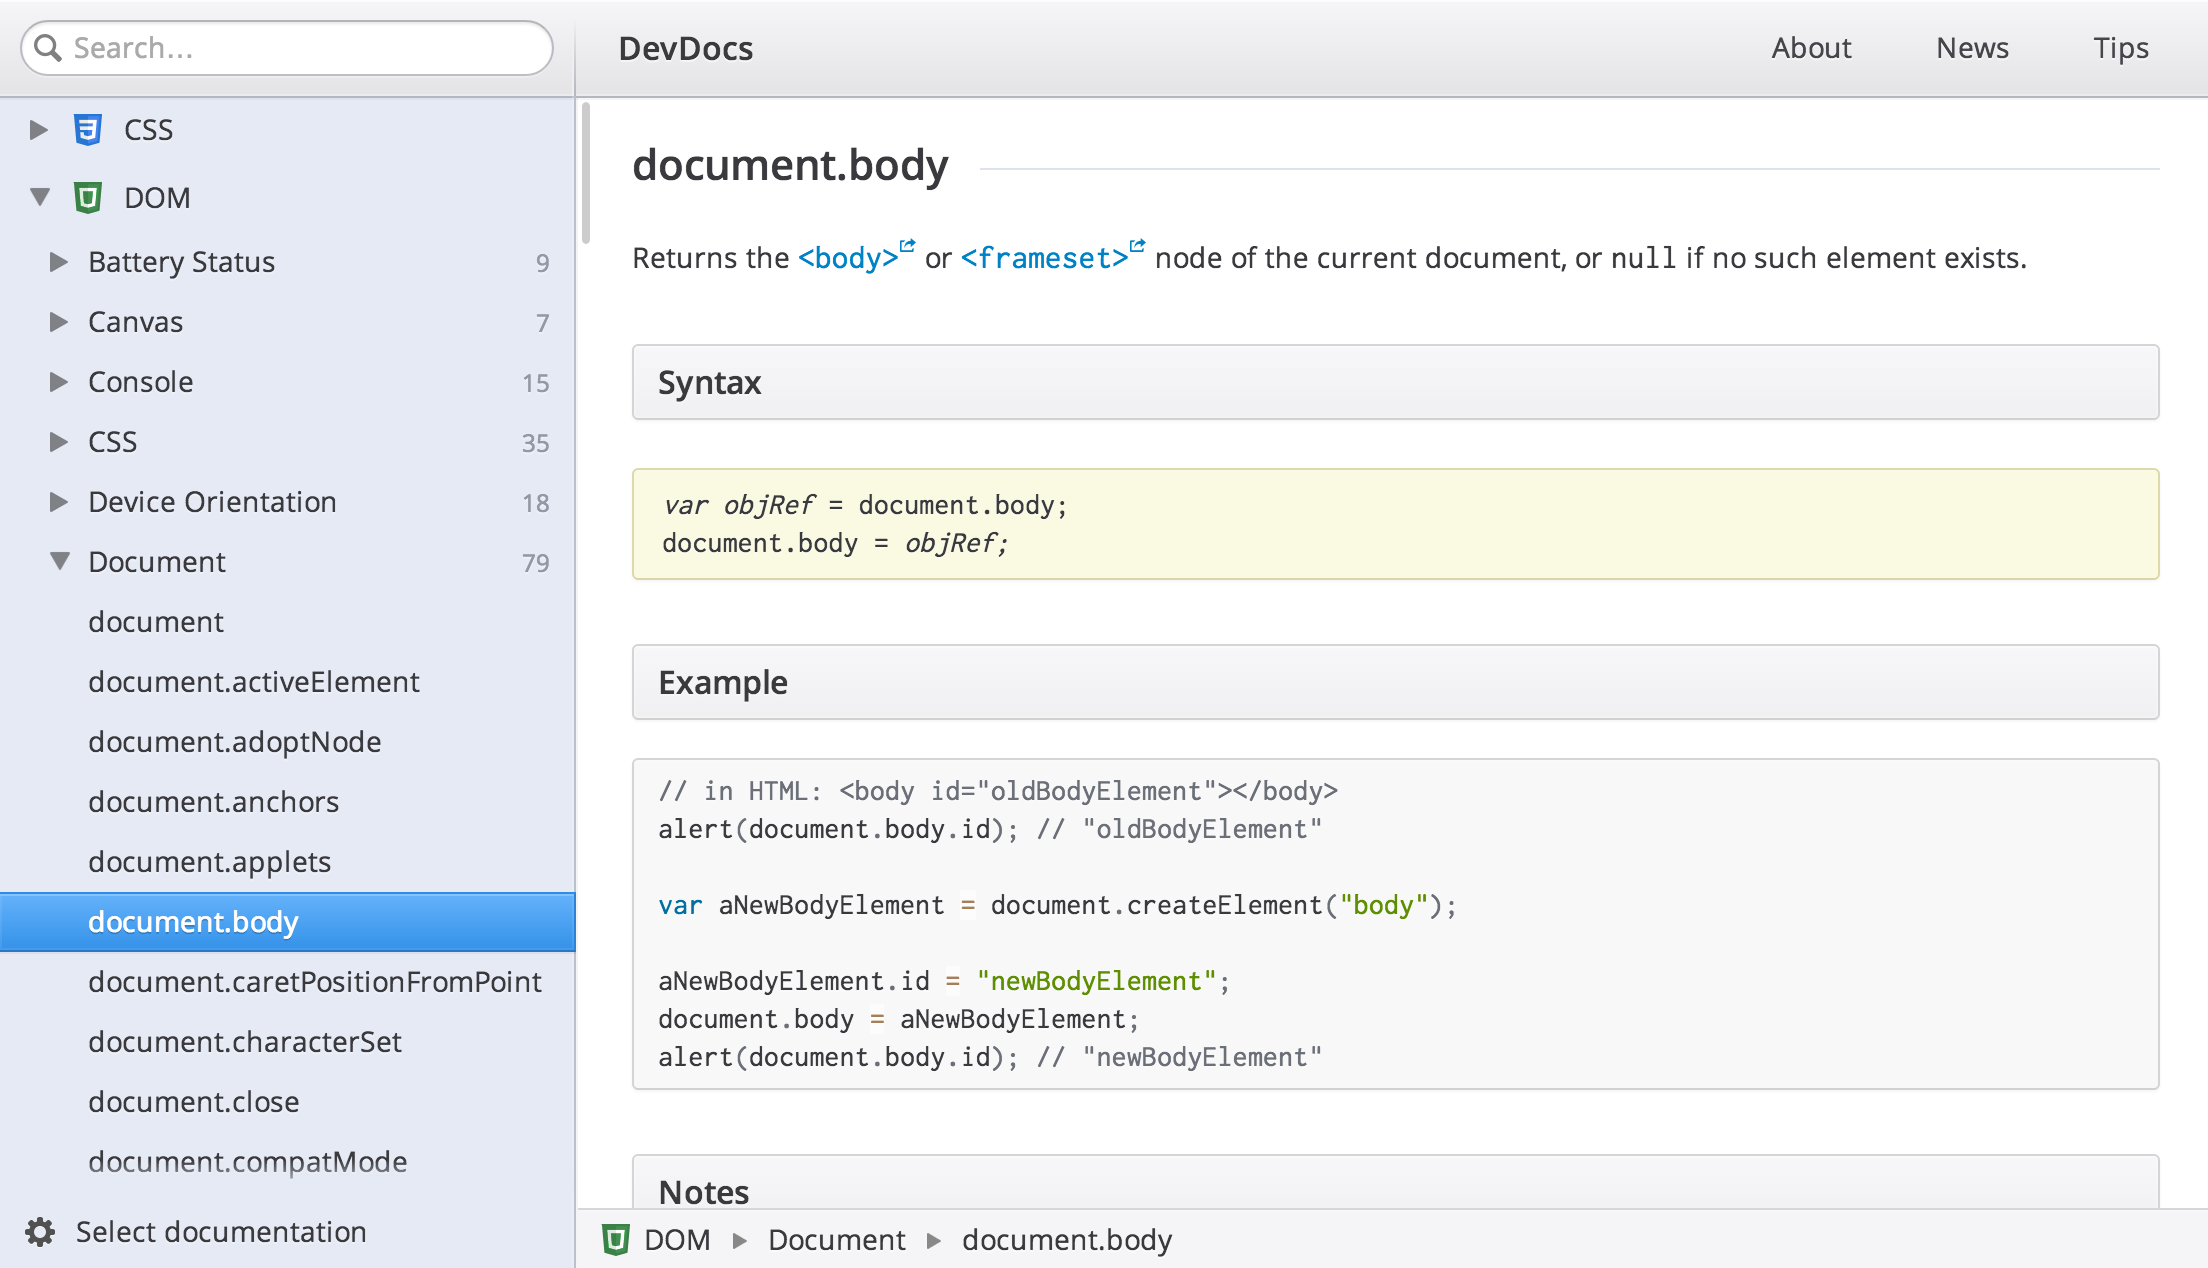 Search...
DevDocs
About
News
Tips
CSS
DOM
Battery Status 9
Canvas 7
Console 15
CSS 35
Device Orientation 18
Document 79
document
document.activeElement
document.adoptNode
document.anchors
document.applets
document.body
document.caretPositionFromPoint
document.characterSet
document.close
document.compatMode
Select documentation
document.body
Returns the <body> or <frameset> node of the current document, or null if no such element exists.
Syntax
var objRef = document.body;
document.body = objRef;
Example
// in HTML: <body id="oldBodyElement"></body>
alert(document.body.id); // "oldBodyElement"
var aNewBodyElement = document.createElement("body");
aNewBodyElement.id = "newBodyElement";
document.body = aNewBodyElement;
alert(document.body.id); // "newBodyElement"
Notes
DOM
Document
document.body